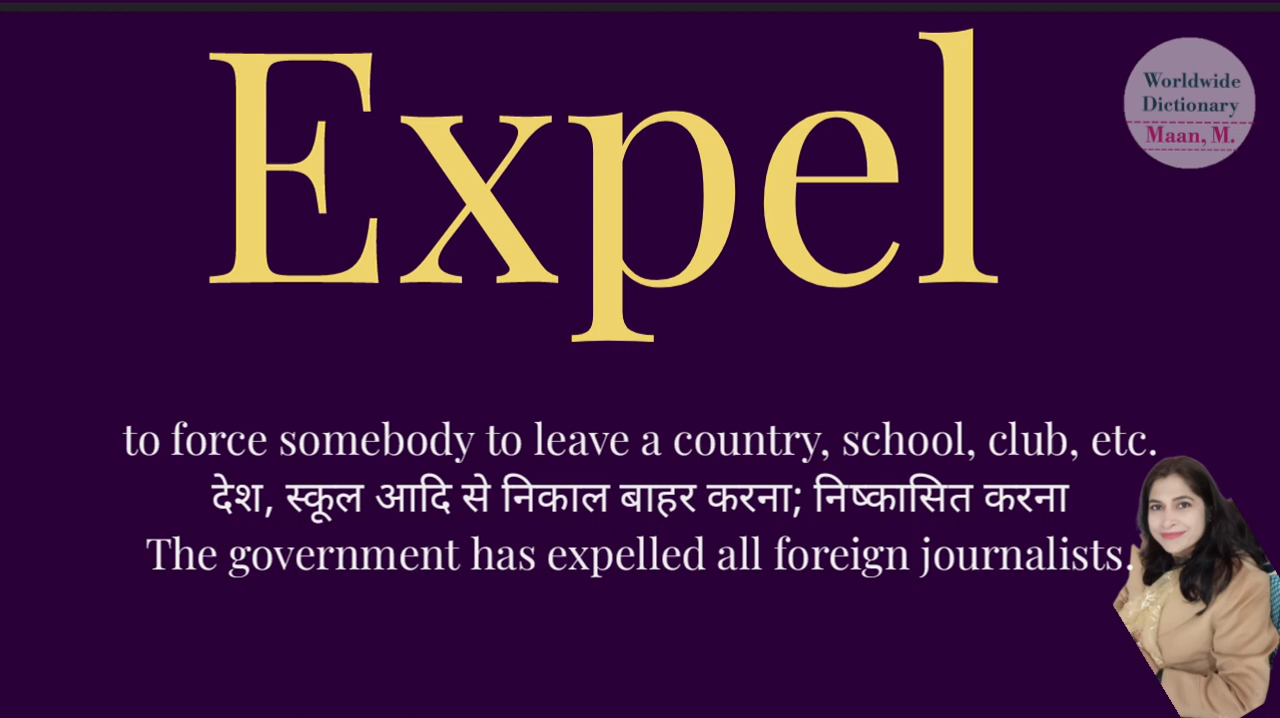 Expel
Worldwide
Dictionary
Maan, M.
to force somebody to leave a country, school, club, etc.
देश, स्कूल आदि से निकाल बाहर करना; निष्कासित करना
The government has expelled all foreign journalists.